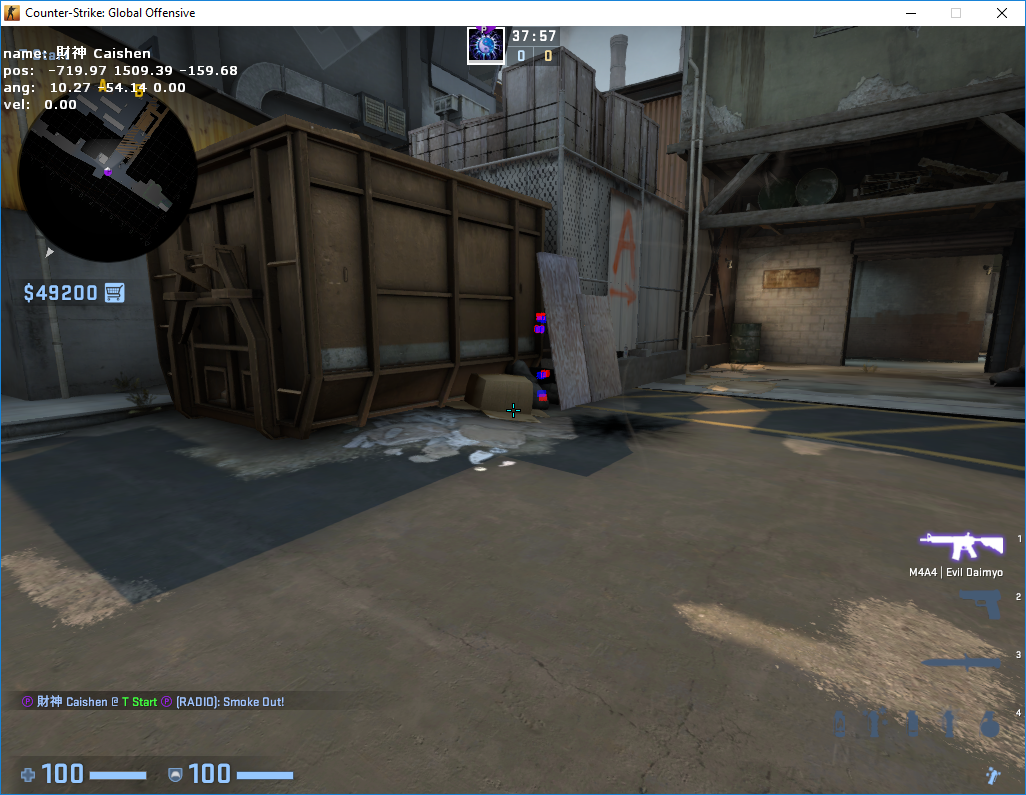 Counter-Strike: Global Offensive
37:57
0 0
name: 財神 Caishen
pos: -719.97 1509.39 -159.68
ang: 10.27 -54.14 0.00
vel: 0.00
A
B
$49200
A
1
M4A4 | Evil Daimyo
2
3
4
Ⓟ 財神 Caishen @ T Start Ⓟ (RADIO): Smoke Out!
100 100